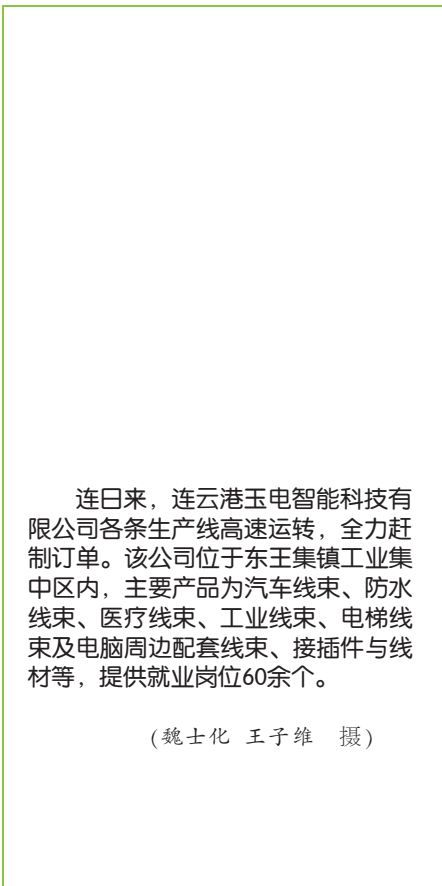 连日来，连云港玉电智能科技有
限公司各条生产线高速运转，全力赶
制订单。该公司位于东王集镇工业集
中区内，主要产品为汽车线束、防水
线束、医疗线束、工业线束、电梯线
束及电脑周边配套线束、接插件与线
材等，提供就业岗位60余个。
(魏士化 王子维　摄)